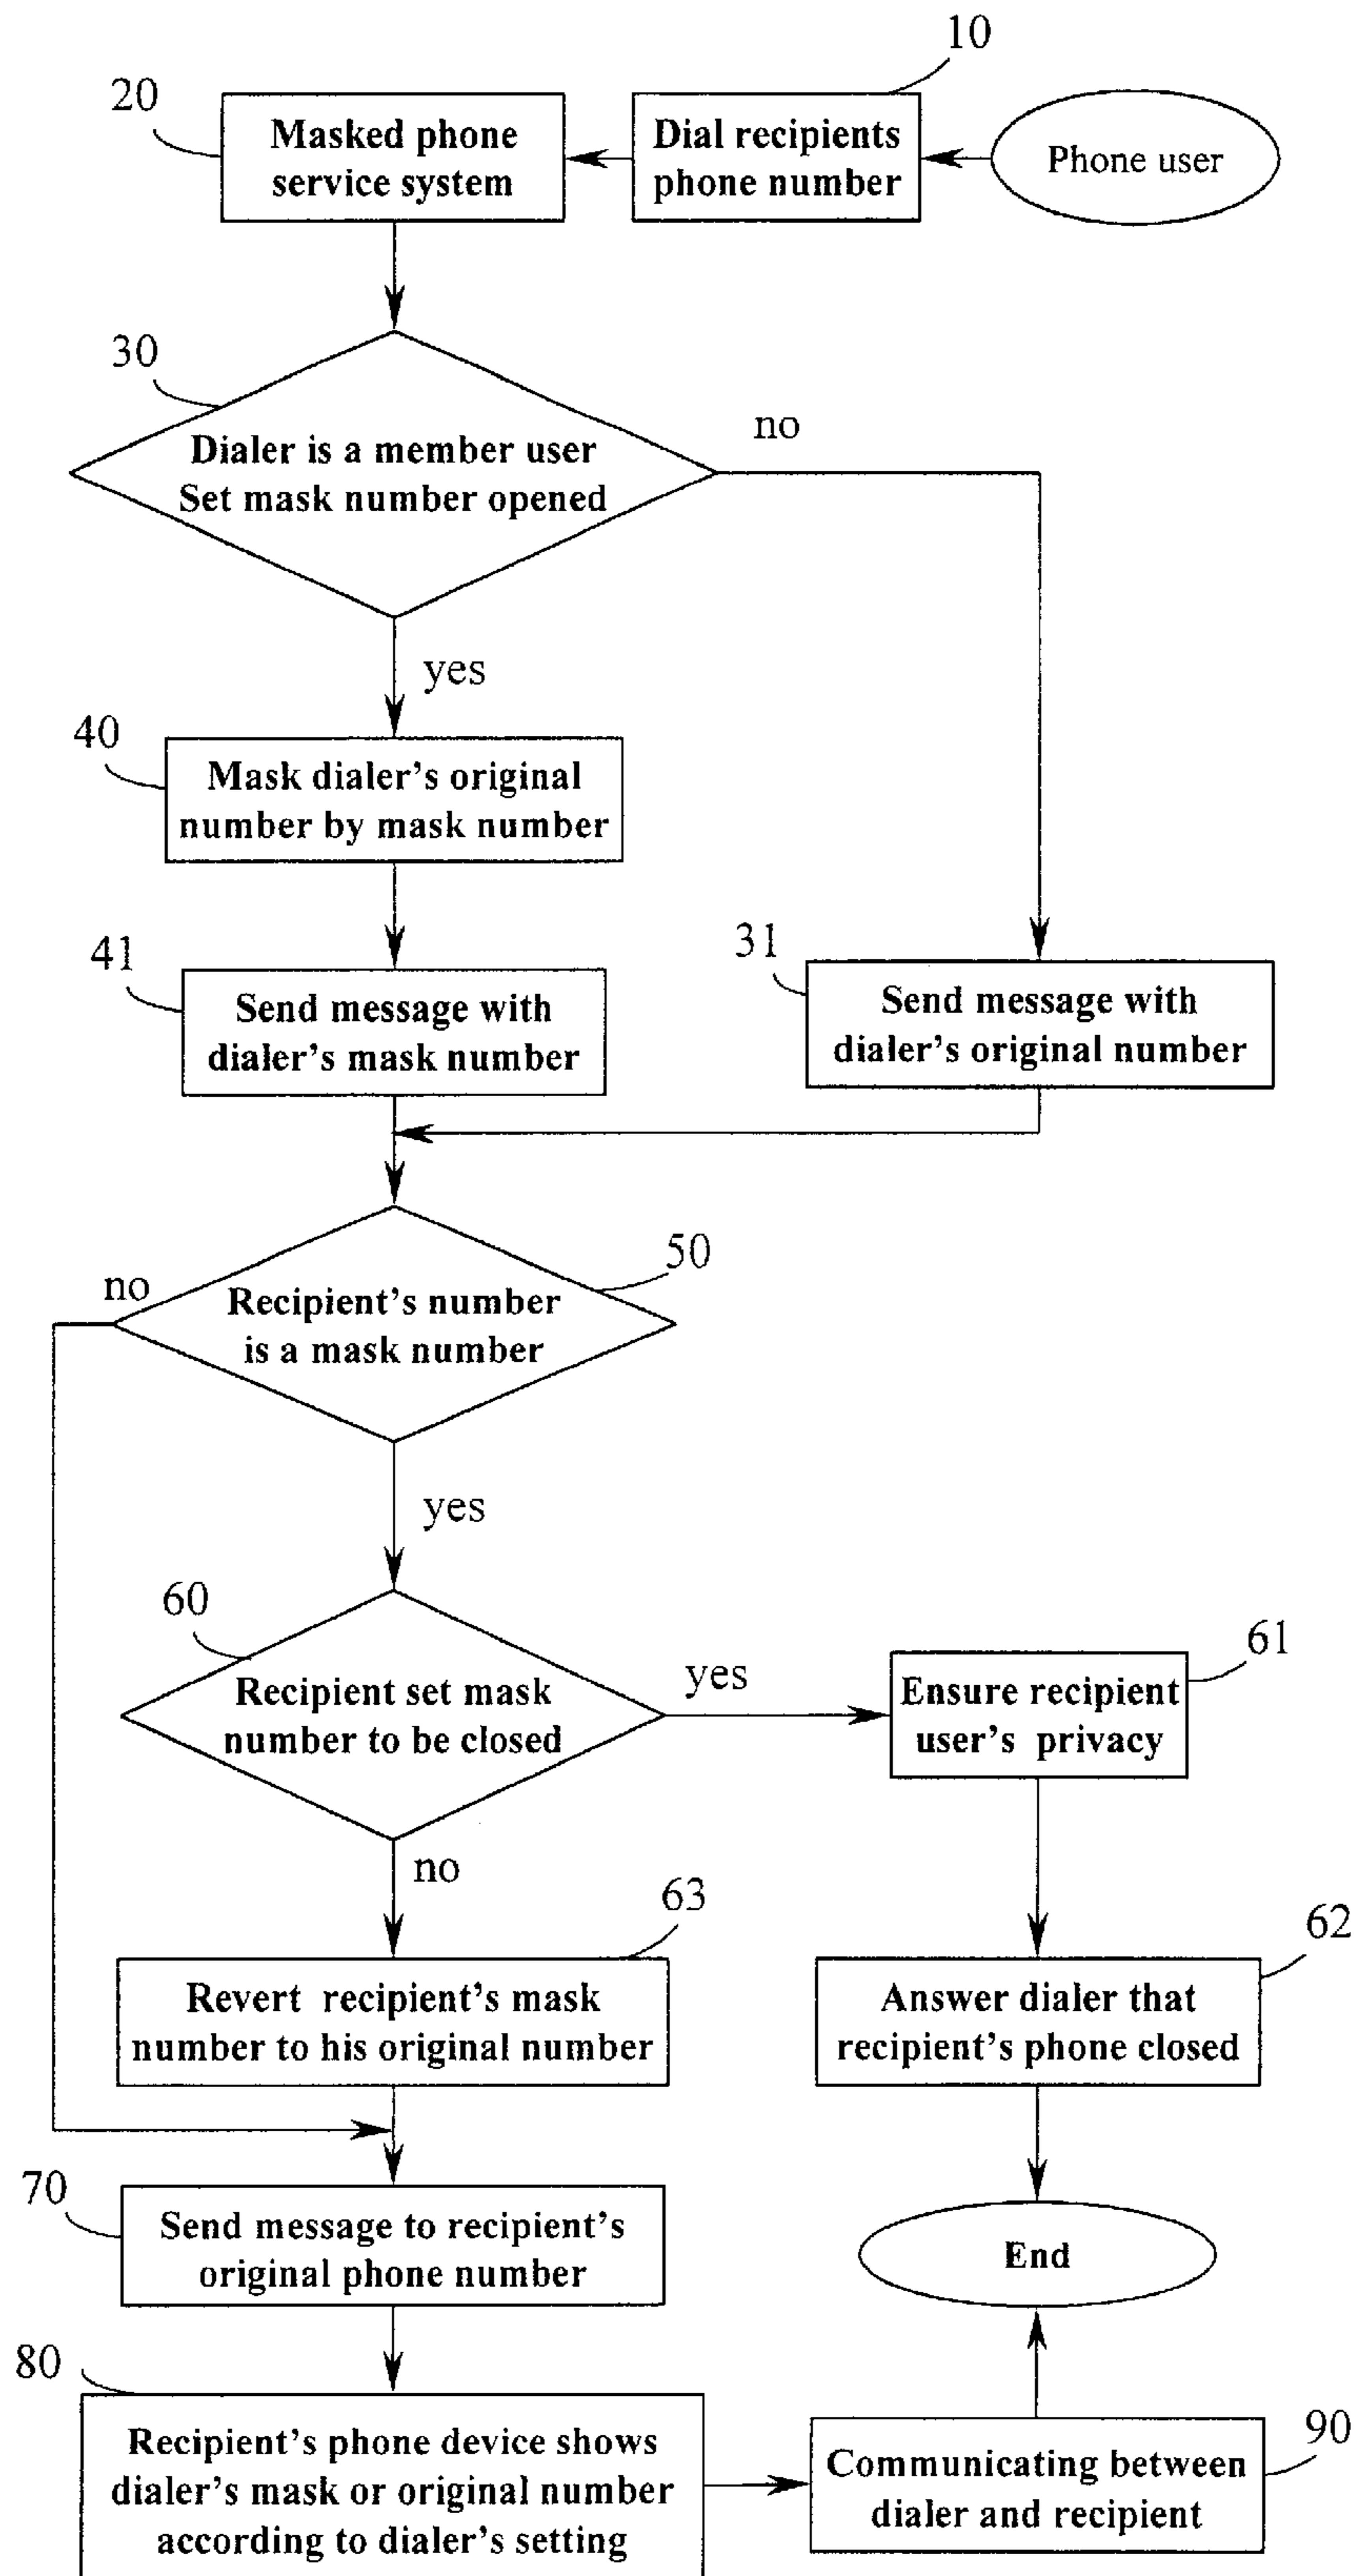 10
20
Masked phone
service system
Dial recipients
phone number
Phone user
30
no
Dialer is a member user
Set mask number opened
yes
40
Mask dialer's original
number by mask number
41
Send message with
dialer's mask number
31
Send message with
dialer's original number
50
no
Recipient's number
is a mask number
yes
60
Recipient set mask
number to be closed
yes
61
Ensure recipient
user's privacy
no
63
Revert recipient's mask
number to his original number
62
Answer dialer that
recipient's phone closed
70
Send message to recipient's
original phone number
End
80
Recipient's phone device shows
dialer's mask or original number
according to dialer's setting
90
Communicating between
dialer and recipient